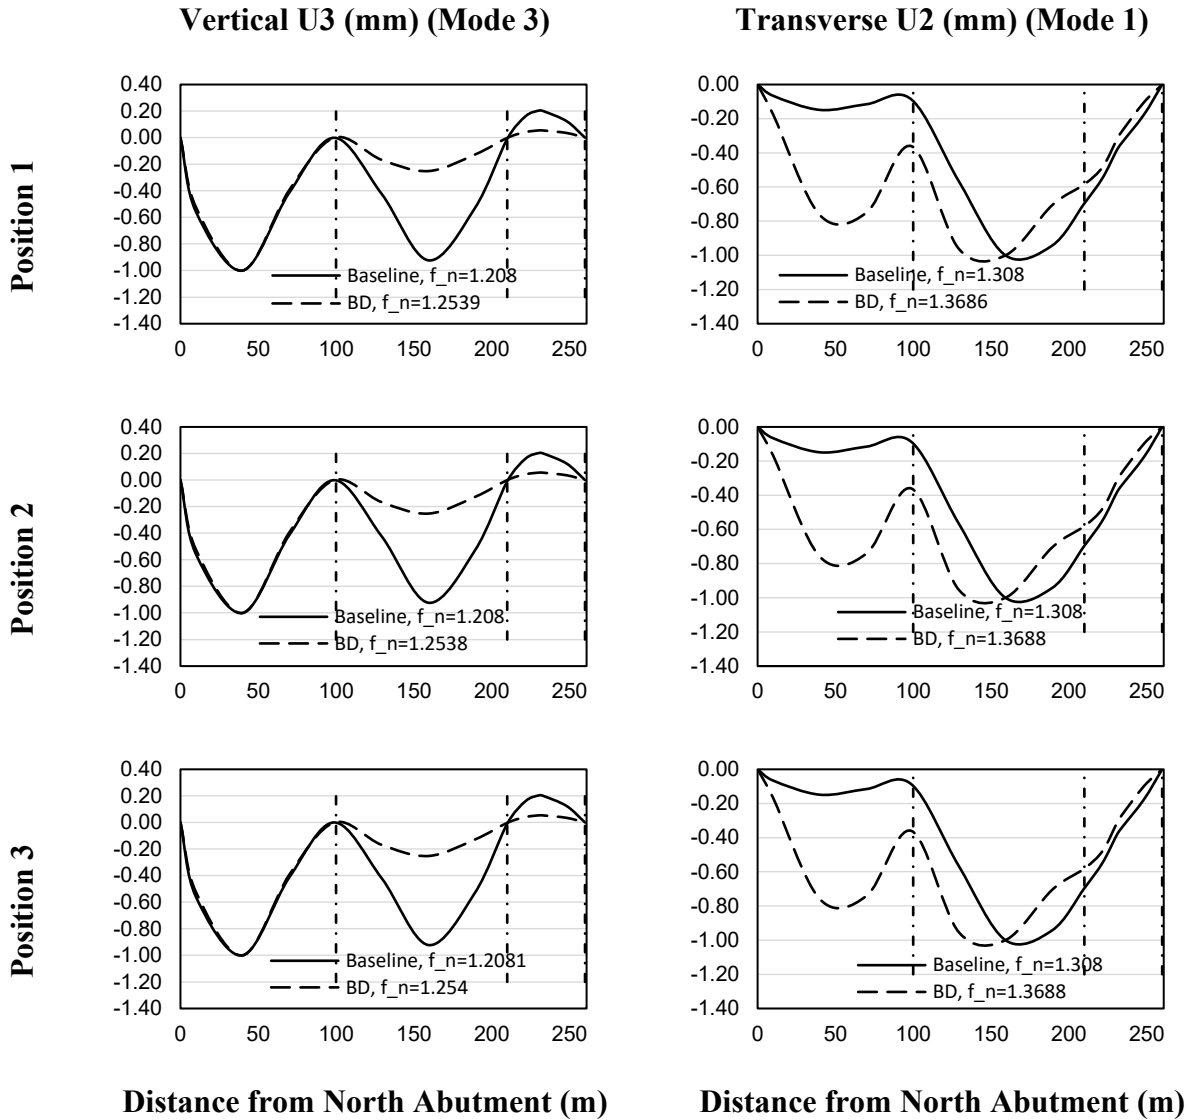 Vertical U3 (mm) (Mode 3)
Transverse U2 (mm) (Mode 1)
Position 1
0.40
0.20
0.00
-0.20
-0.40
-0.60
-0.80
-1.00
-1.20
-1.40
Baseline, f_n=1.208
BD, f_n=1.2539
0 50 100 150 200 250
0.00
-0.20
-0.40
-0.60
-0.80
-1.00
-1.20
-1.40
Baseline, f_n=1.308
BD, f_n=1.3686
0 50 100 150 200 250
Position 2
0.40
0.20
0.00
-0.20
-0.40
-0.60
-0.80
-1.00
-1.20
-1.40
Baseline, f_n=1.208
BD, f_n=1.2538
0 50 100 150 200 250
0.00
-0.20
-0.40
-0.60
-0.80
-1.00
-1.20
-1.40
Baseline, f_n=1.308
BD, f_n=1.3688
0 50 100 150 200 250
Position 3
0.40
0.20
0.00
-0.20
-0.40
-0.60
-0.80
-1.00
-1.20
-1.40
Baseline, f_n=1.2081
BD, f_n=1.254
0 50 100 150 200 250
0.00
-0.20
-0.40
-0.60
-0.80
-1.00
-1.20
-1.40
Baseline, f_n=1.308
BD, f_n=1.3688
0 50 100 150 200 250
Distance from North Abutment (m)
Distance from North Abutment (m)